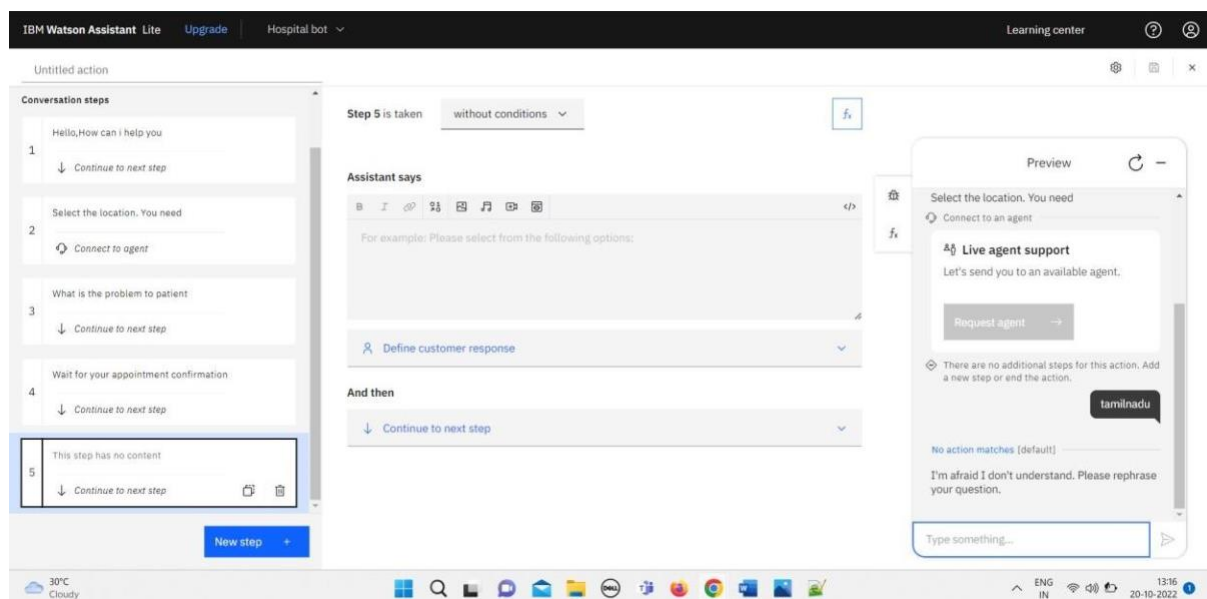 IBM Watson Assistant Lite Upgrade Hospital bot Learning center
Untitled action
Conversation steps
1
Hello,How can i help you
Continue to next step
2
Select the location. You need
Connect to agent
3
What is the problem to patient
Continue to next step
4
Wait for your appointment confirmation
Continue to next step
5
This step has no content
Continue to next step
New step +
Step 5 is taken without conditions
Assistant says
B I
For example: Please select from the following options:
Define customer response
And then
Continue to next step
Preview
Select the location. You need
Connect to an agent
Live agent support
Let's send you to an available agent.
Request agent
There are no additional steps for this action. Add
a new step or end the action.
tamilnadu
No action matches [default]
I'm afraid I don't understand. Please rephrase
your question.
Type something...
30°C
Cloudy
DELL
ENG
IN
13:16
20-10-2022